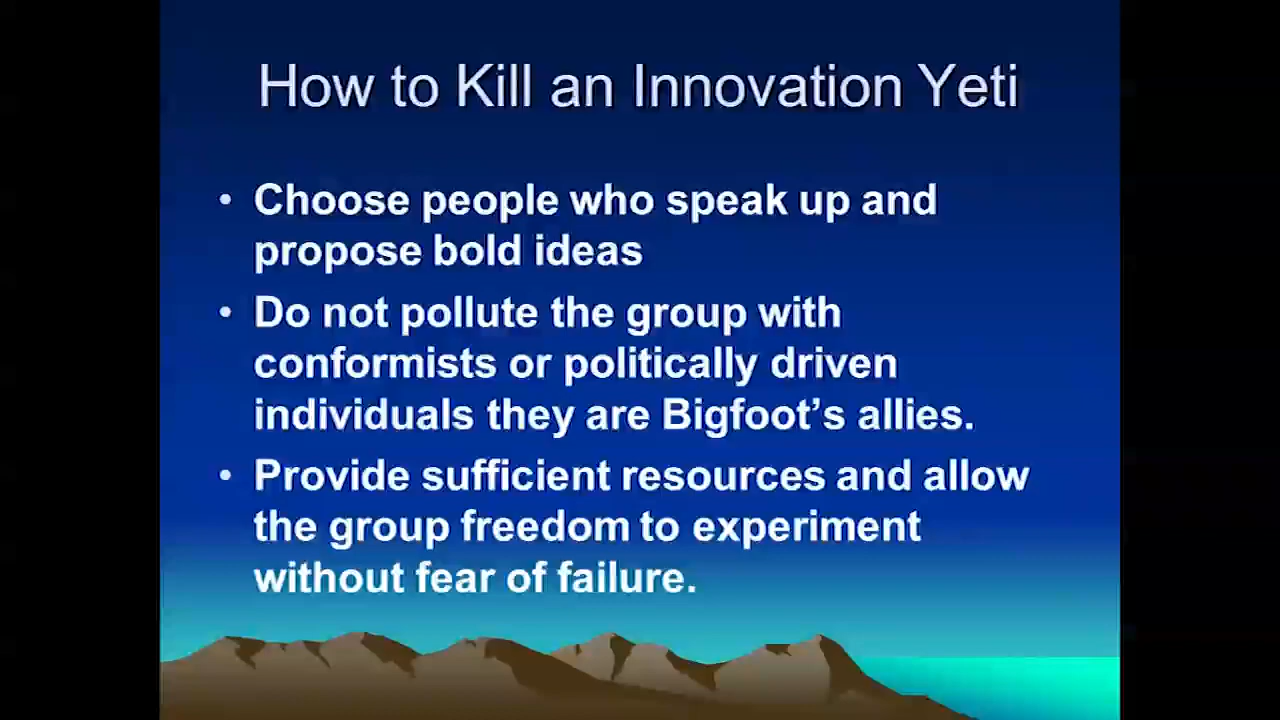 How to Kill an Innovation Yeti
• Choose people who speak up and
propose bold ideas
• Do not pollute the group with
conformists or politically driven
individuals they are Bigfoot's allies.
• Provide sufficient resources and allow
the group freedom to experiment
without fear of failure.